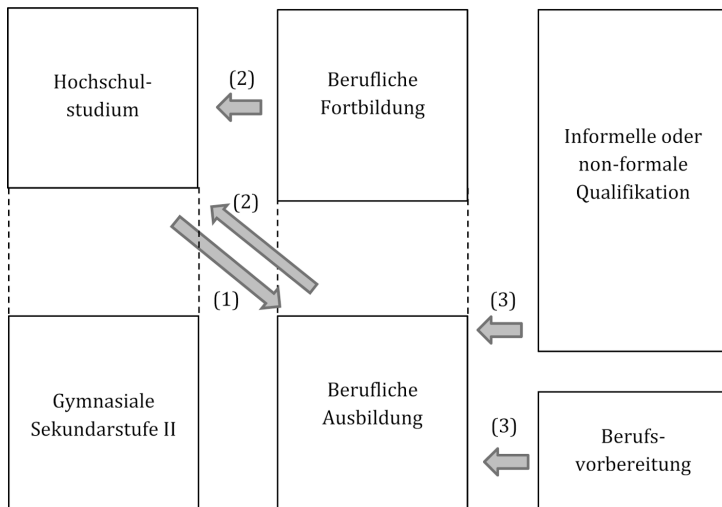 Hochschul-
studium
(2)
Berufliche
Fortbildung
Informelle oder
non-formale
Qualifikation
(2)
(1)
(3)
Gymnasiale
Sekundarstufe II
Berufliche
Ausbildung
(3)
Berufs-
vorbereitung